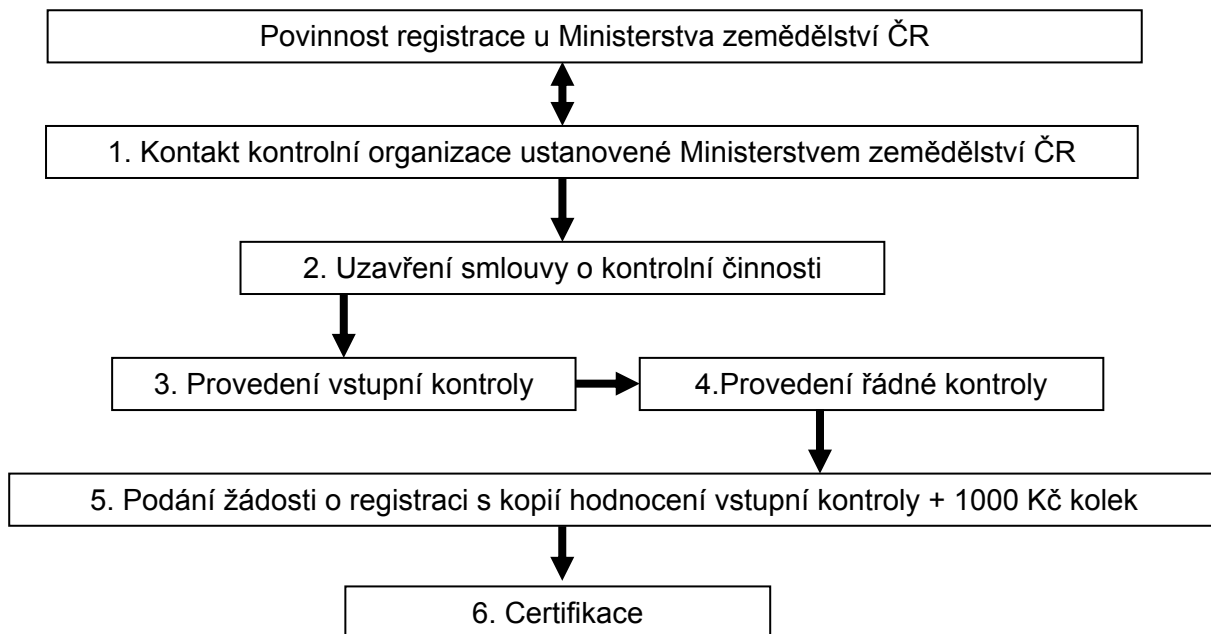 Povinnost registrace u Ministerstva zemědělství ČR
1. Kontakt kontrolní organizace ustanovené Ministerstvem zemědělství ČR
2. Uzavření smlouvy o kontrolní činnosti
3. Provedení vstupní kontroly
4.Provedení řádné kontroly
5. Podání žádosti o registraci s kopií hodnocení vstupní kontroly + 1000 Kč kolek
6. Certifikace